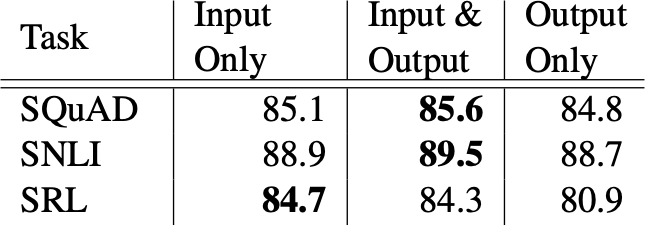 Task Input Only Input & Output Output Only
SQuAD 85.1 85.6 84.8
SNLI 88.9 89.5 88.7
SRL 84.7 84.3 80.9